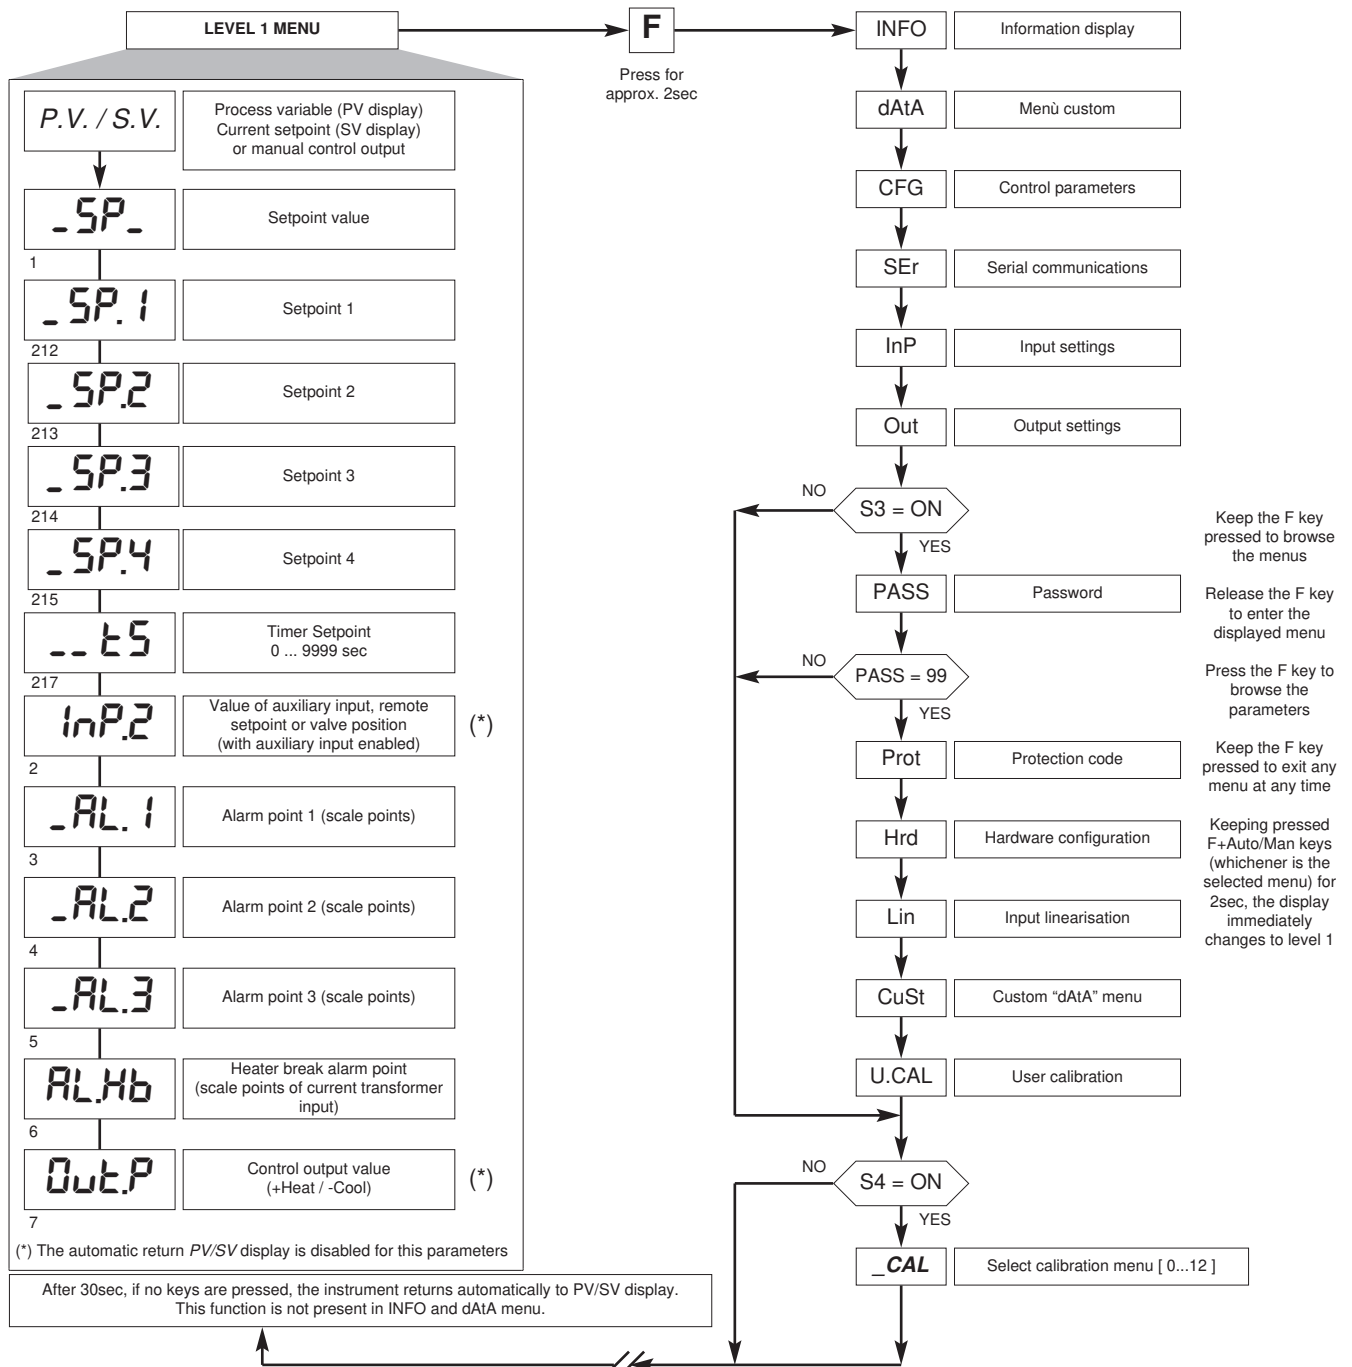 LEVEL 1 MENU
P.V. / S.V.
Process variable (PV display)
Current setpoint (SV display)
or manual control output
_SP_
Setpoint value
1
_SP.1
Setpoint 1
212
_SP.2
Setpoint 2
213
_SP.3
Setpoint 3
214
_SP.4
Setpoint 4
215
__tS
Timer Setpoint
0 ... 9999 sec
217
InP.2
Value of auxiliary input, remote
setpoint or valve position
(with auxiliary input enabled)
(*)
2
_AL.1
Alarm point 1 (scale points)
3
_AL.2
Alarm point 2 (scale points)
4
_AL.3
Alarm point 3 (scale points)
5
AL.Hb
Heater break alarm point
(scale points of current transformer
input)
6
Out.P
Control output value
(+Heat / -Cool)
(*)
7
(*) The automatic return PV/SV display is disabled for this parameters
After 30sec, if no keys are pressed, the instrument returns automatically to PV/SV display.
This function is not present in INFO and dAtA menu.
F
Press for
approx. 2sec
INFO
Information display
dAtA
Menù custom
CFG
Control parameters
SEr
Serial communications
InP
Input settings
Out
Output settings
NO
S3 = ON
YES
PASS
Password
NO
PASS = 99
YES
Prot
Protection code
Hrd
Hardware configuration
Lin
Input linearisation
CuSt
Custom “dAtA” menu
U.CAL
User calibration
NO
S4 = ON
YES
_CAL
Select calibration menu [ 0...12 ]
Keep the F key
pressed to browse
the menus
Release the F key
to enter the
displayed menu
Press the F key to
browse the
parameters
Keep the F key
pressed to exit any
menu at any time
Keeping pressed
F+Auto/Man keys
(whichener is the
selected menu) for
2sec, the display
immediately
changes to level 1